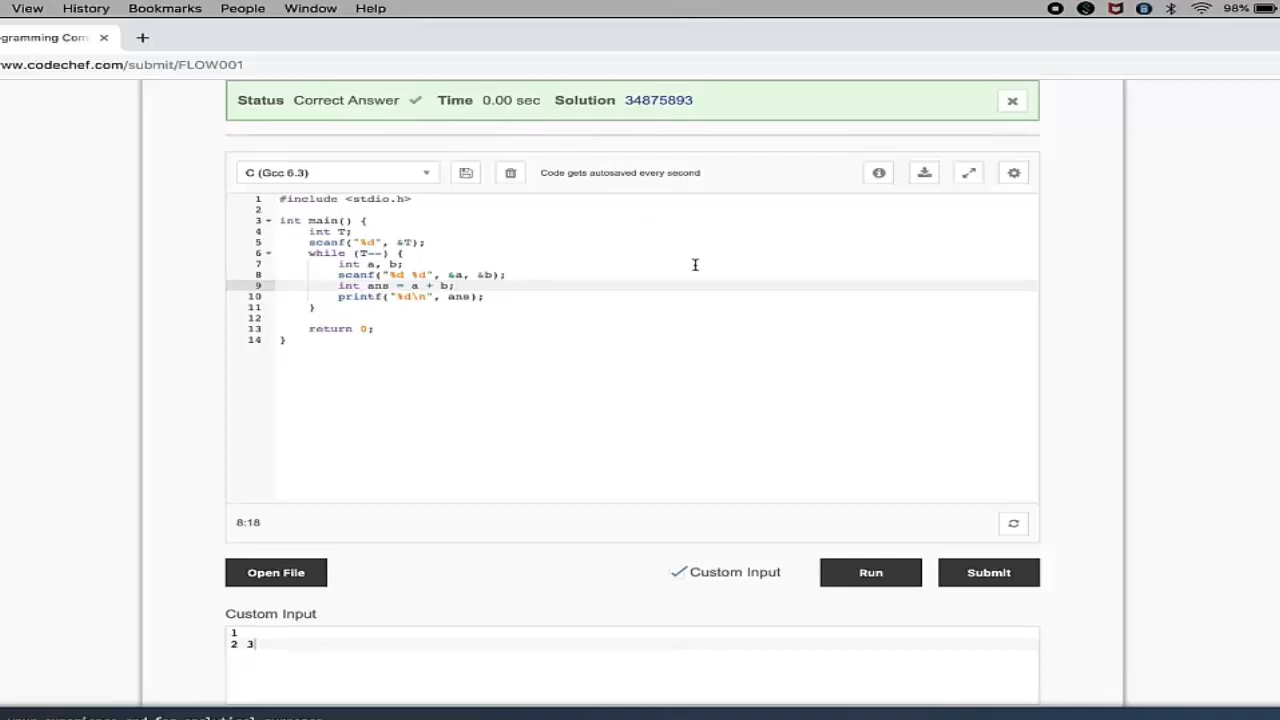 View History Bookmarks People Window Help 98%
gramming Com
ww.codechef.com/submit/FLOW001
Status Correct Answer Time 0.00 sec Solution 34875893
C (Gcc 6.3) Code gets autosaved every second
1 #include <stdio.h>
2
3 int main() {
4 int T;
5 scanf("%d", &T);
6 while (T--) {
7 int a, b;
8 scanf("%d %d", &a, &b);
9 int ans = a + b;
10 printf("%d\n", ans);
11 }
12
13 return 0;
14 }
8:18
Open File Custom Input Run Submit
Custom Input
1
2 3